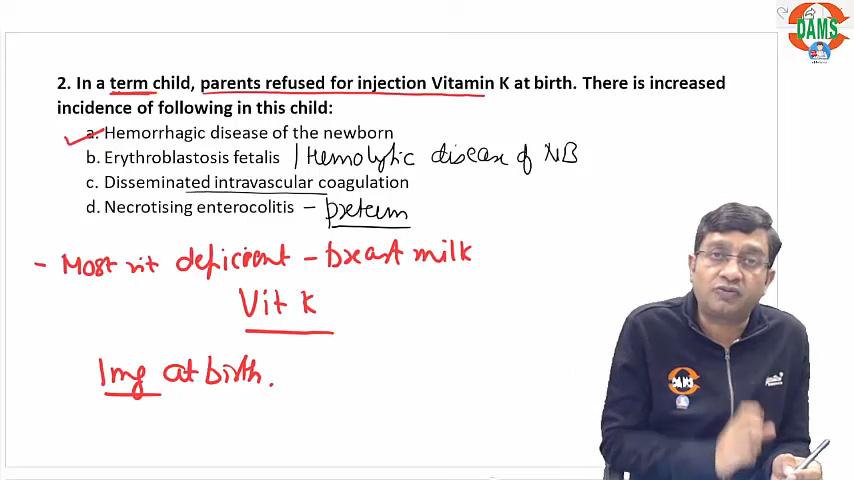 DAMS
2. In a term child, parents refused for injection Vitamin K at birth. There is increased
incidence of following in this child:
a. Hemorrhagic disease of the newborn
b. Erythroblastosis fetalis | Hemolytic disease of NB
c. Disseminated intravascular coagulation
d. Necrotising enterocolitis – preterm
- Most vit deficient - breast milk
Vit K
1mg at birth.
DAMS